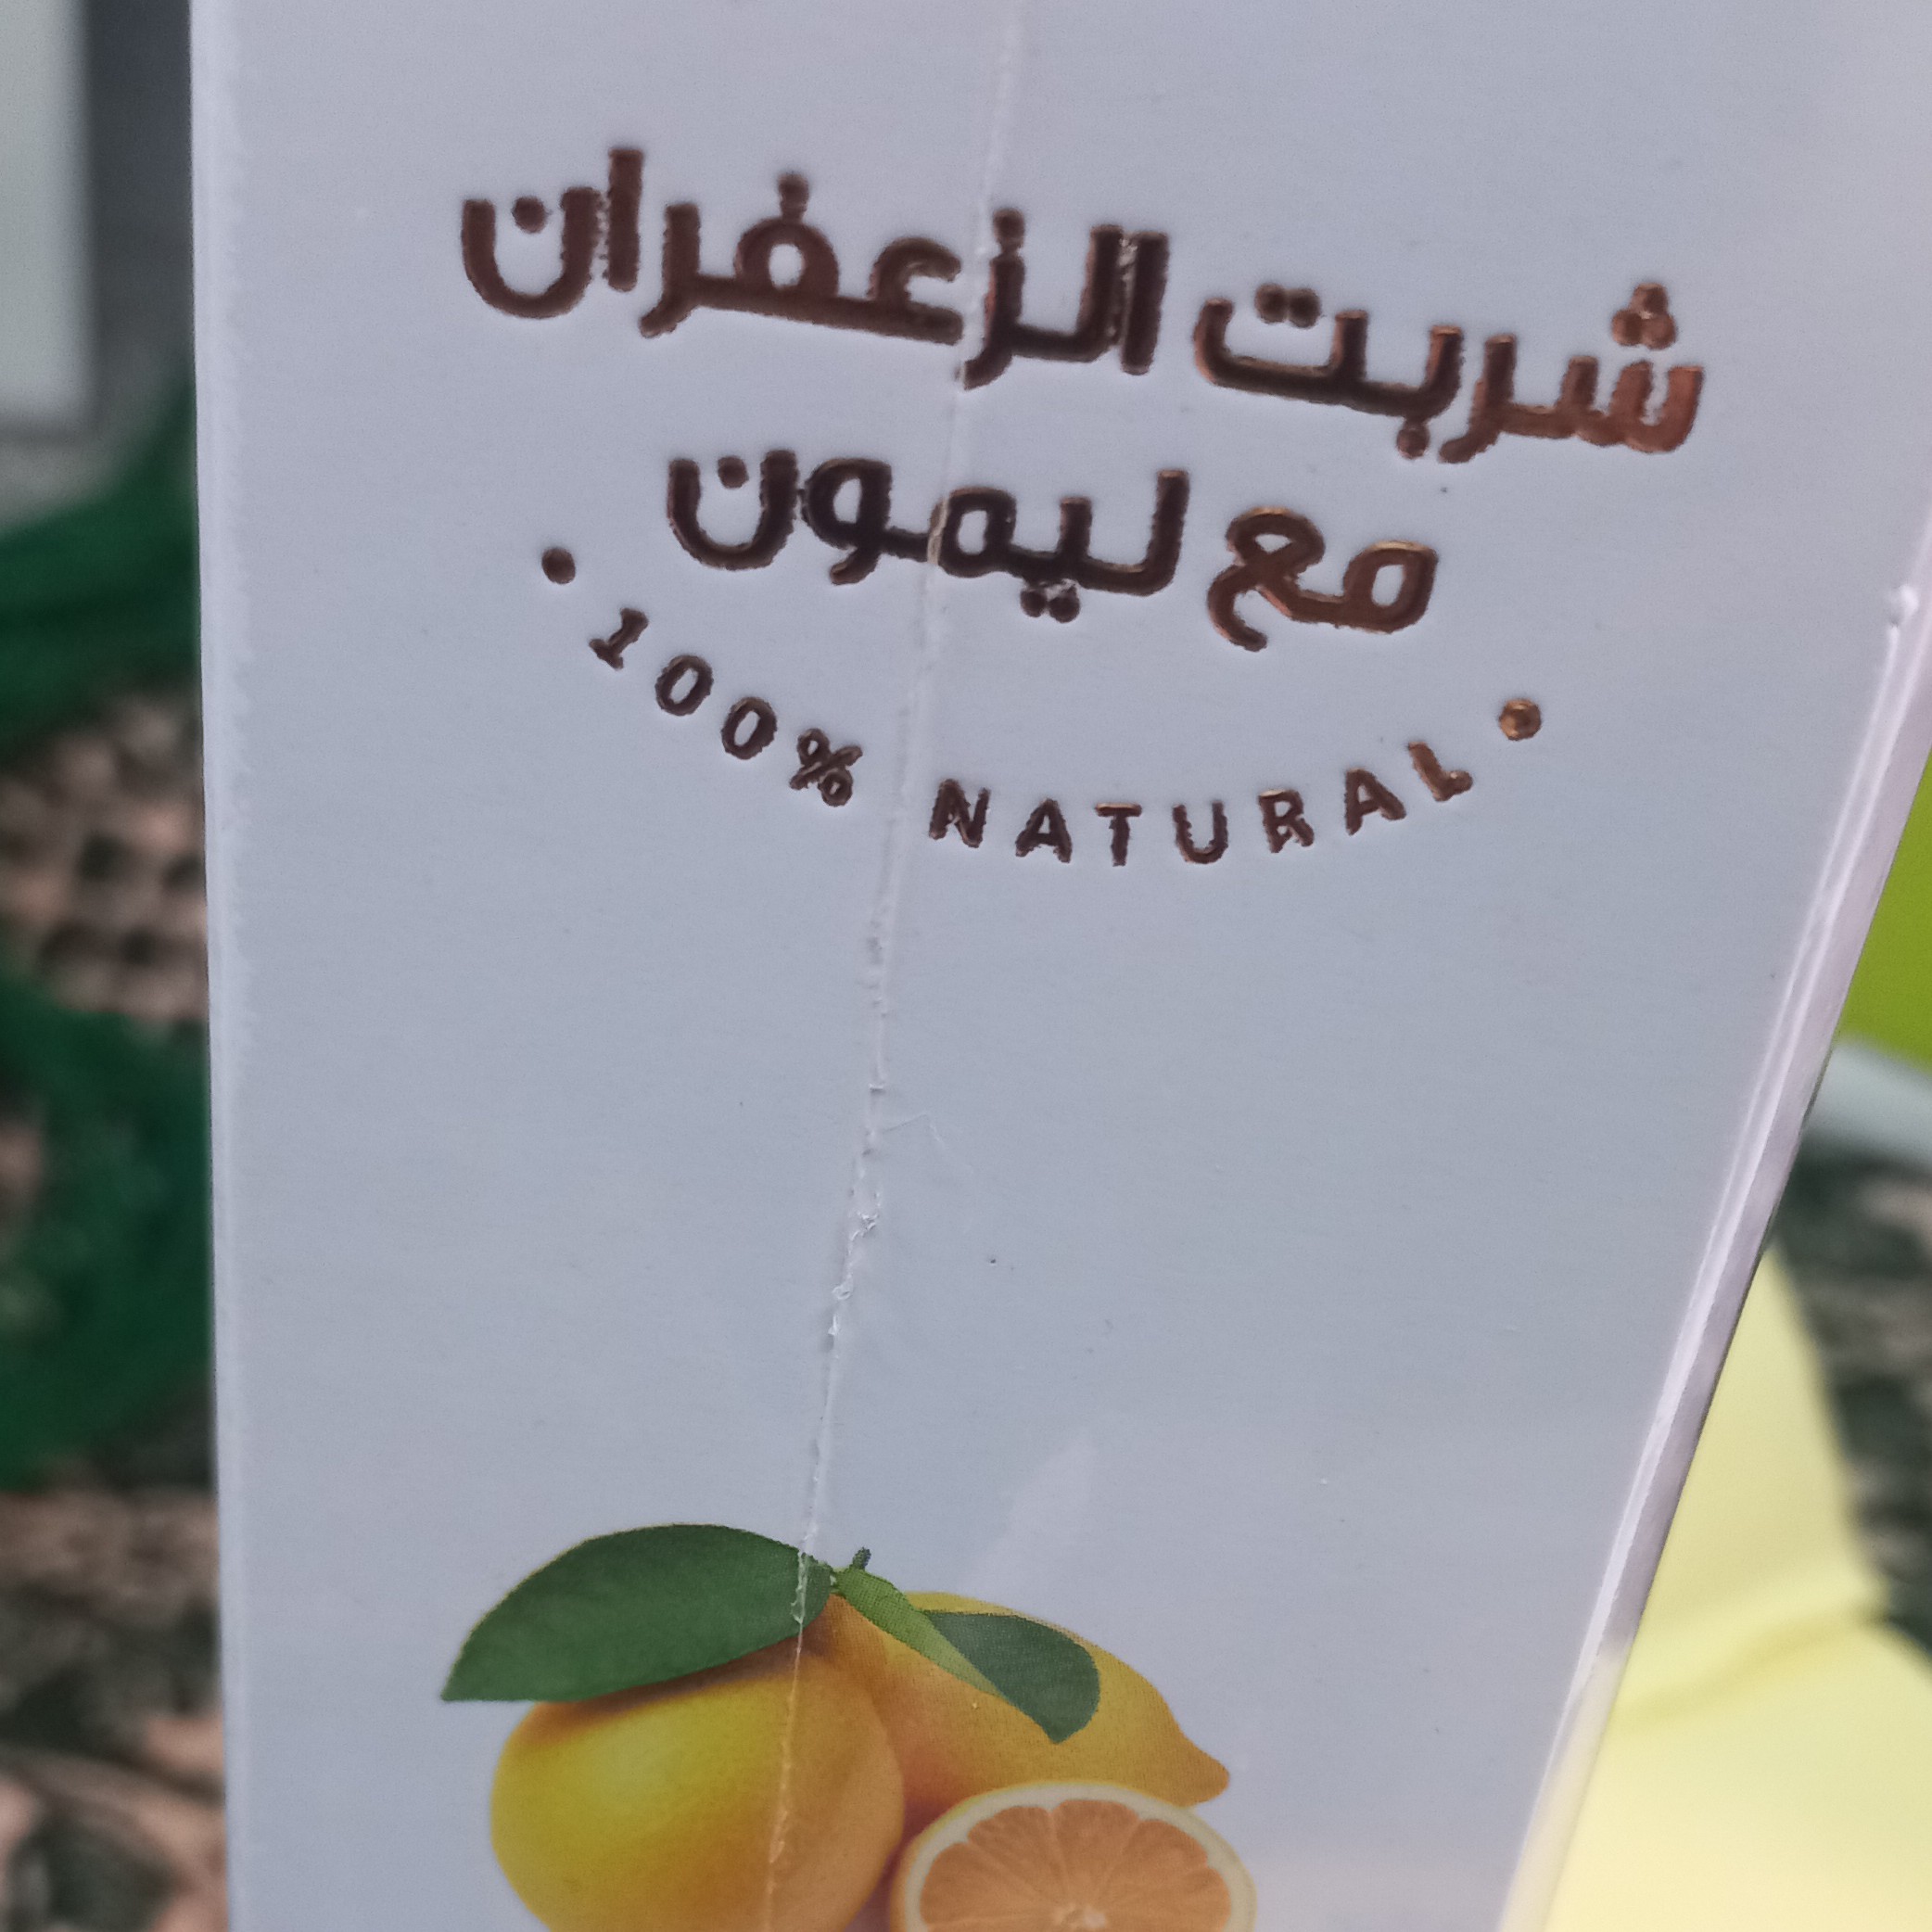 شربت الزعفران
مع ليمون
• 100% NATURAL •